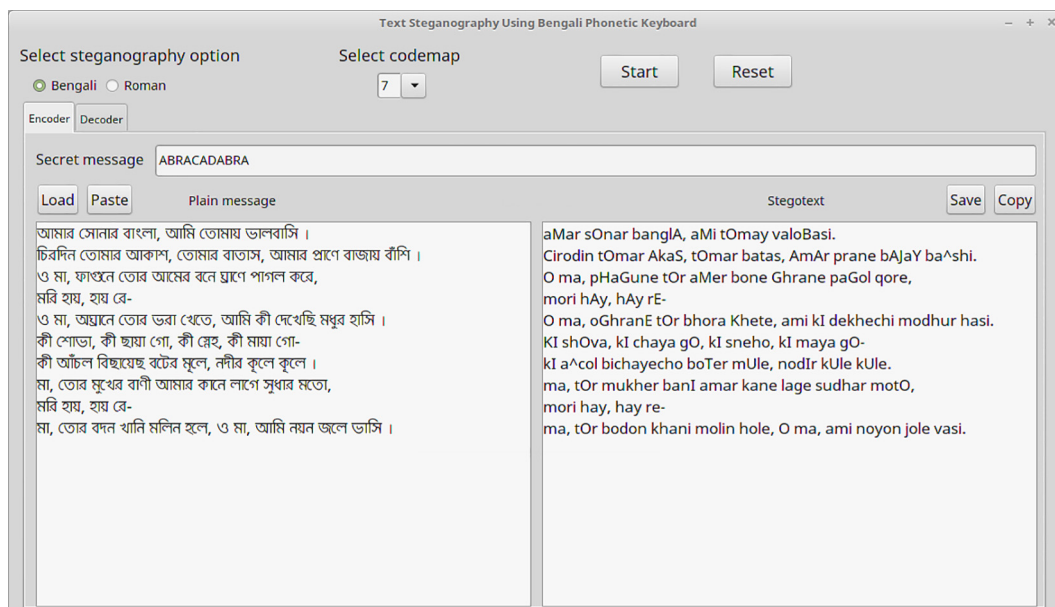 Text Steganography Using Bengali Phonetic Keyboard
Select steganography option
Select codemap
Bengali
Roman
7
Start
Reset
Encoder
Decoder
Secret message
ABRACADABRA
Load
Paste
Plain message
Stegotext
Save
Copy
আমার সোনার বাংলা, আমি তোমায় ভালবাসি ।
চিরদিন তোমার আকাশ, তোমার বাতাস, আমার প্রাণে বাজায় বাঁশি ।
ও মা, ফাগুনে তোর আমের বনে ঘ্রাণে পাগল করে,
মরি হায়, হায় রে-
ও মা, অঘ্রানে তোর ভরা খেতে, আমি কী দেখেছি মধুর হাসি ।
কী শোভা, কী ছায়া গো, কী স্নেহ, কী মায়া গো-
কী আঁচল বিছায়েছ বটের মূলে, নদীর কূলে কূলে ।
মা, তোর মুখের বাণী আমার কানে লাগে সুধার মতো,
মরি হায়, হায় রে-
মা, তোর বদন খানি মলিন হলে, ও মা, আমি নয়ন জলে ভাসি ।
aMar sOnar banglA, aMi tOmay valoBasi.
Cirodin tOmar AkaS, tOmar batas, AmAr prane bAJaY ba^shi.
O ma, pHaGune tOr aMer bone Ghrane paGol qore,
mori hAy, hAy rE-
O ma, oGhranE tOr bhora Khete, ami kI dekhechi modhur hasi.
KI shOva, kI chaya gO, kI sneho, kI maya gO-
kI a^col bichayecho boTer mUle, nodIr kUle kUle.
ma, tOr mukher banI amar kane lage sudhar motO,
mori hay, hay re-
ma, tOr bodon khani molin hole, O ma, ami noyon jole vasi.